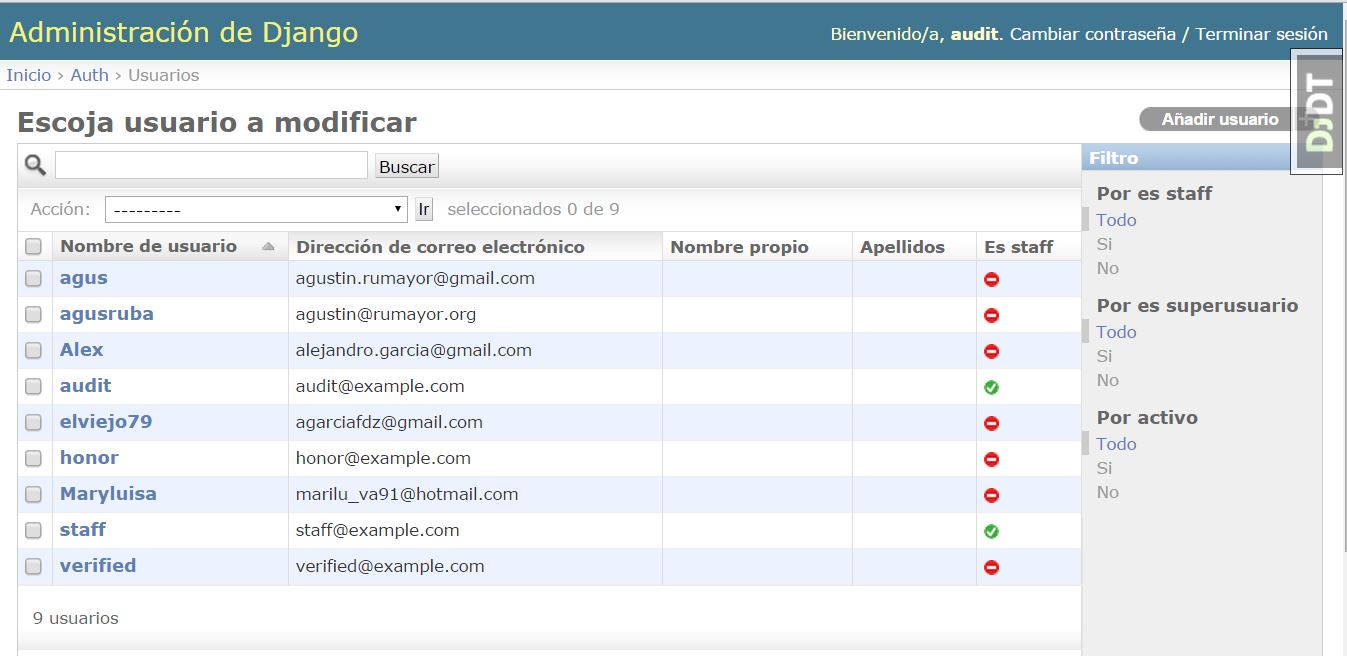 Administración de Django
Bienvenido/a, audit. Cambiar contraseña / Terminar sesión
Inicio › Auth › Usuarios
DjDT
Escoja usuario a modificar
Añadir usuario
Buscar
Acción: --------- Ir seleccionados 0 de 9
Nombre de usuario Dirección de correo electrónico Nombre propio Apellidos Es staff
agus agustin.rumayor@gmail.com
agusruba agustin@rumayor.org
Alex alejandro.garcia@gmail.com
audit audit@example.com
elviejo79 agarciafdz@gmail.com
honor honor@example.com
Maryluisa marilu_va91@hotmail.com
staff staff@example.com
verified verified@example.com
9 usuarios
Filtro
Por es staff
Todo
Si
No
Por es superusuario
Todo
Si
No
Por activo
Todo
Si
No